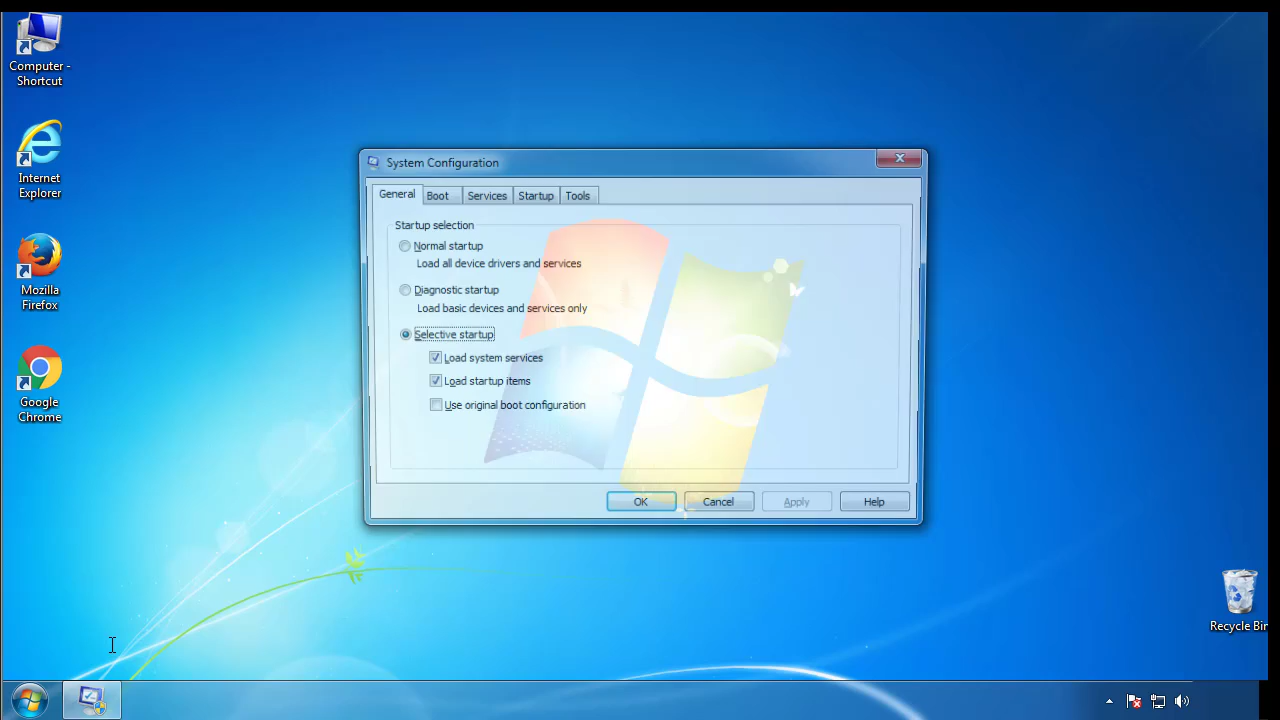 Computer -
Shortcut
Internet
Explorer
Mozilla
Firefox
Google
Chrome
System Configuration
General Boot Services Startup Tools
Startup selection
Normal startup
Load all device drivers and services
Diagnostic startup
Load basic devices and services only
Selective startup
Load system services
Load startup items
Use original boot configuration
OK Cancel Apply Help
Recycle Bin